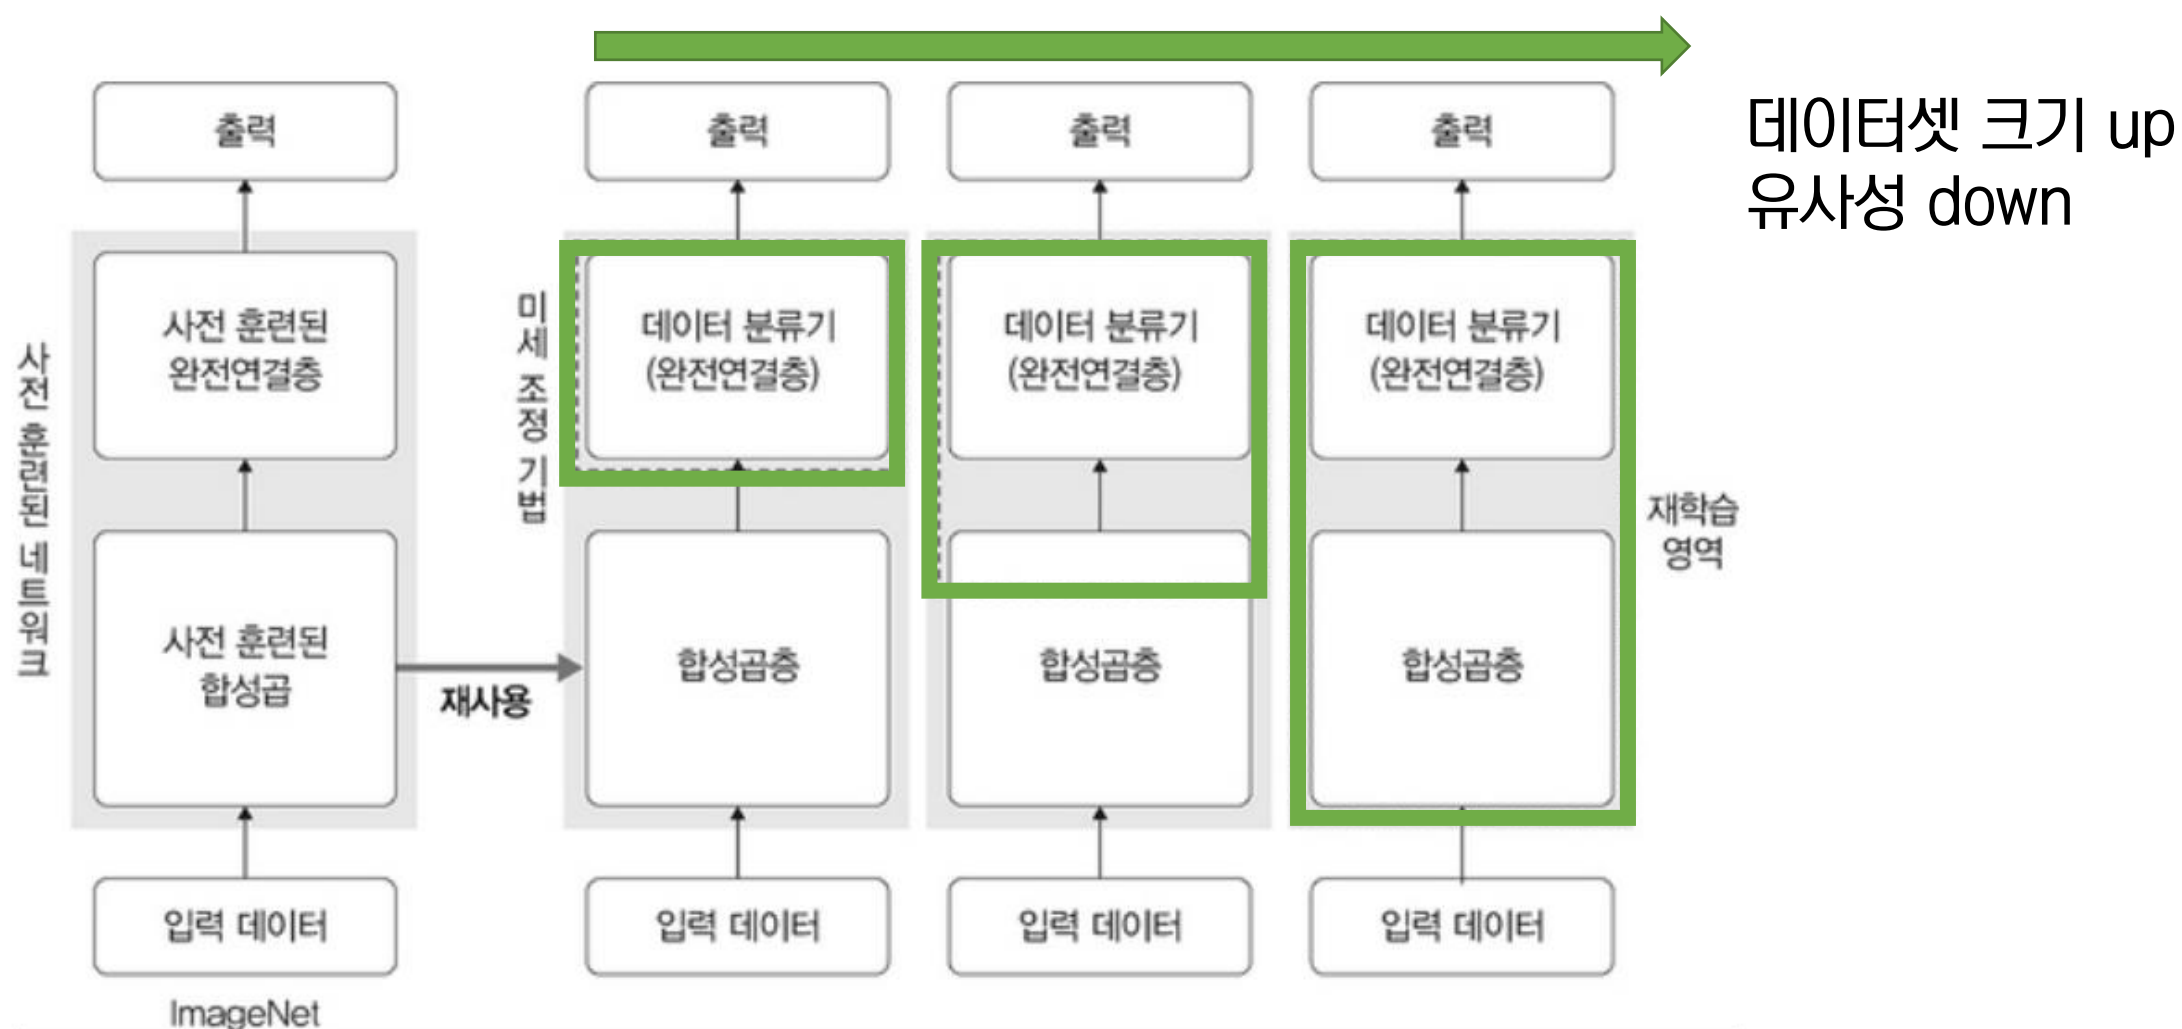 데이터셋 크기 up
유사성 down
출력
출력
출력
출력
사전 훈련된 네트워크
사전 훈련된
완전연결층
미세 조정 기법
데이터 분류기
(완전연결층)
데이터 분류기
(완전연결층)
데이터 분류기
(완전연결층)
재학습
영역
사전 훈련된
합성곱
재사용
합성곱층
합성곱층
합성곱층
입력 데이터
입력 데이터
입력 데이터
입력 데이터
ImageNet